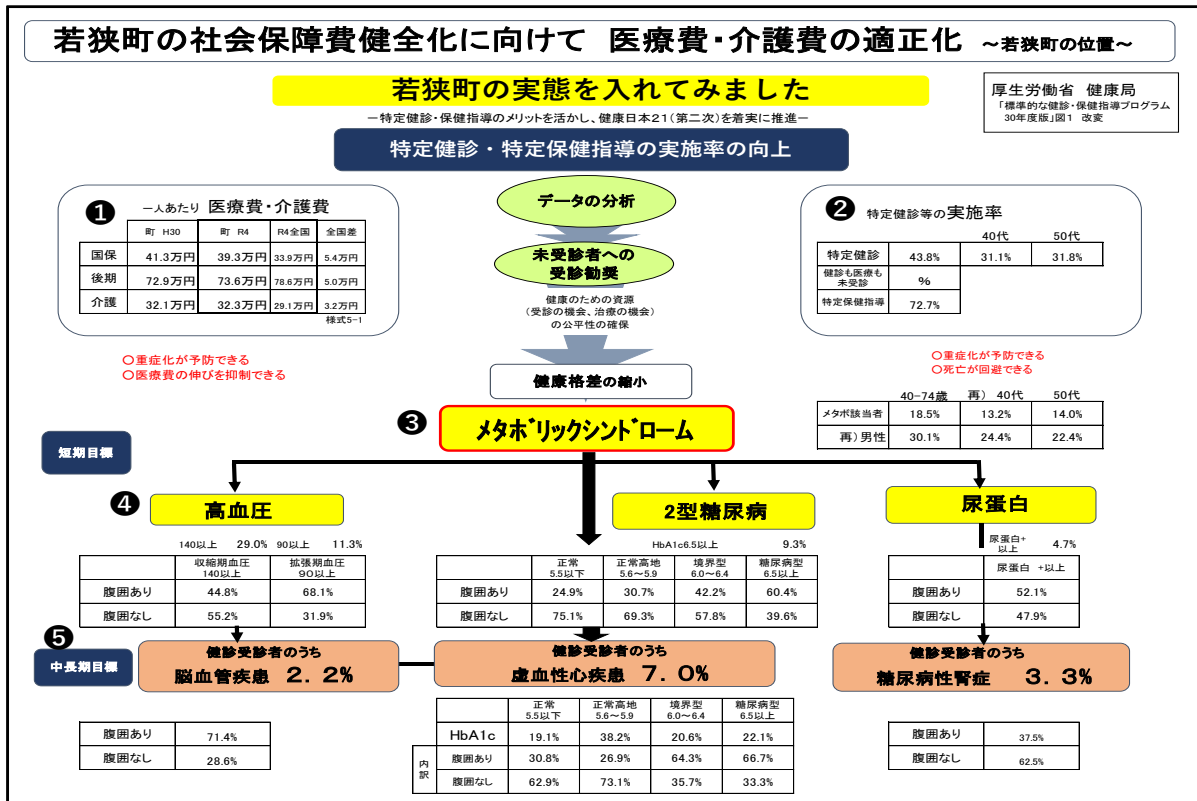 若狭町の社会保障費健全化に向けて 医療費・介護費の適正化 ～若狭町の位置～
若狭町の実態を入れてみました
－特定健診・保健指導のメリットを活かし、健康日本21（第二次）を着実に推進－
厚生労働省 健康局
「標準的な健診・保健指導プログラム
30年度版」図1 改変
特定健診・特定保健指導の実施率の向上
❶ 一人あたり 医療費・介護費
町 H30 町 R4 R4全国 全国差
国保 41.3万円 39.3万円 33.9万円 5.4万円
後期 72.9万円 73.6万円 78.6万円 5.0万円
介護 32.1万円 32.3万円 29.1万円 3.2万円
様式5-1
○重症化が予防できる
○医療費の伸びを抑制できる
データの分析
未受診者への
受診勧奨
健康のための資源
（受診の機会、治療の機会）
の公平性の確保
健康格差の縮小
❷ 特定健診等の実施率
40代 50代
特定健診 43.8% 31.1% 31.8%
健診も医療も
未受診 %
特定保健指導 72.7%
○重症化が予防できる
○死亡が回避できる
40-74歳 再） 40代 50代
メタボ該当者 18.5% 13.2% 14.0%
再）男性 30.1% 24.4% 22.4%
❸ メタボリックシンドローム
短期目標
❹ 高血圧
2型糖尿病
尿蛋白
140以上 29.0% 90以上 11.3%
収縮期血圧
140以上
拡張期血圧
90以上
腹囲あり 44.8% 68.1%
腹囲なし 55.2% 31.9%
HbA1c6.5以上 9.3%
正常
5.5以下
正常高地
5.6～5.9
境界型
6.0～6.4
糖尿病型
6.5以上
腹囲あり 24.9% 30.7% 42.2% 60.4%
腹囲なし 75.1% 69.3% 57.8% 39.6%
尿蛋白+
以上 4.7%
尿蛋白 +以上
腹囲あり 52.1%
腹囲なし 47.9%
❺
中長期目標
健診受診者のうち
脳血管疾患 2．2%
健診受診者のうち
虚血性心疾患 7．0%
健診受診者のうち
糖尿病性腎症 3．3%
腹囲あり 71.4%
腹囲なし 28.6%
正常
5.5以下
正常高地
5.6～5.9
境界型
6.0～6.4
糖尿病型
6.5以上
HbA1c 19.1% 38.2% 20.6% 22.1%
内訳
腹囲あり 30.8% 26.9% 64.3% 66.7%
腹囲なし 62.9% 73.1% 35.7% 33.3%
腹囲あり 37.5%
腹囲なし 62.5%